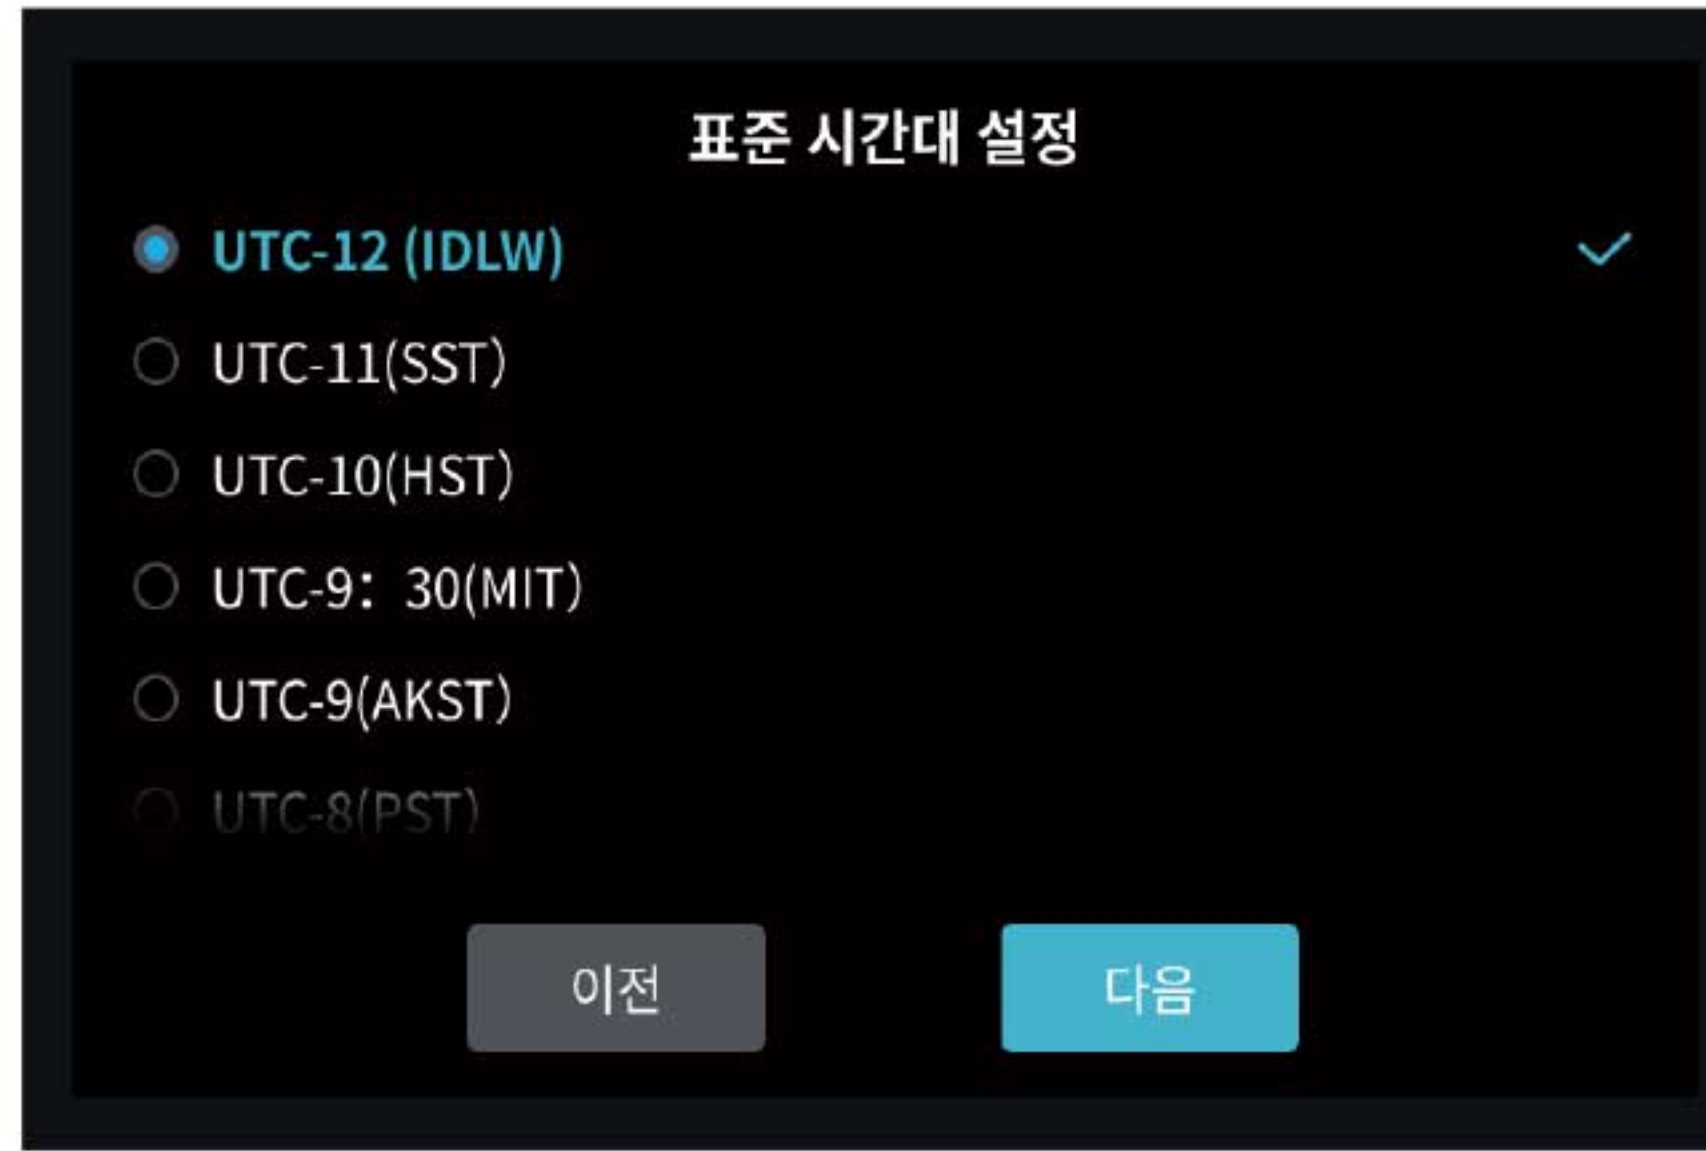 표준 시간대 설정
UTC-12 (IDLW)
UTC-11(SST)
UTC-10(HST)
UTC-9：30(MIT)
UTC-9(AKST)
UTC-8(PST)
이전 다음